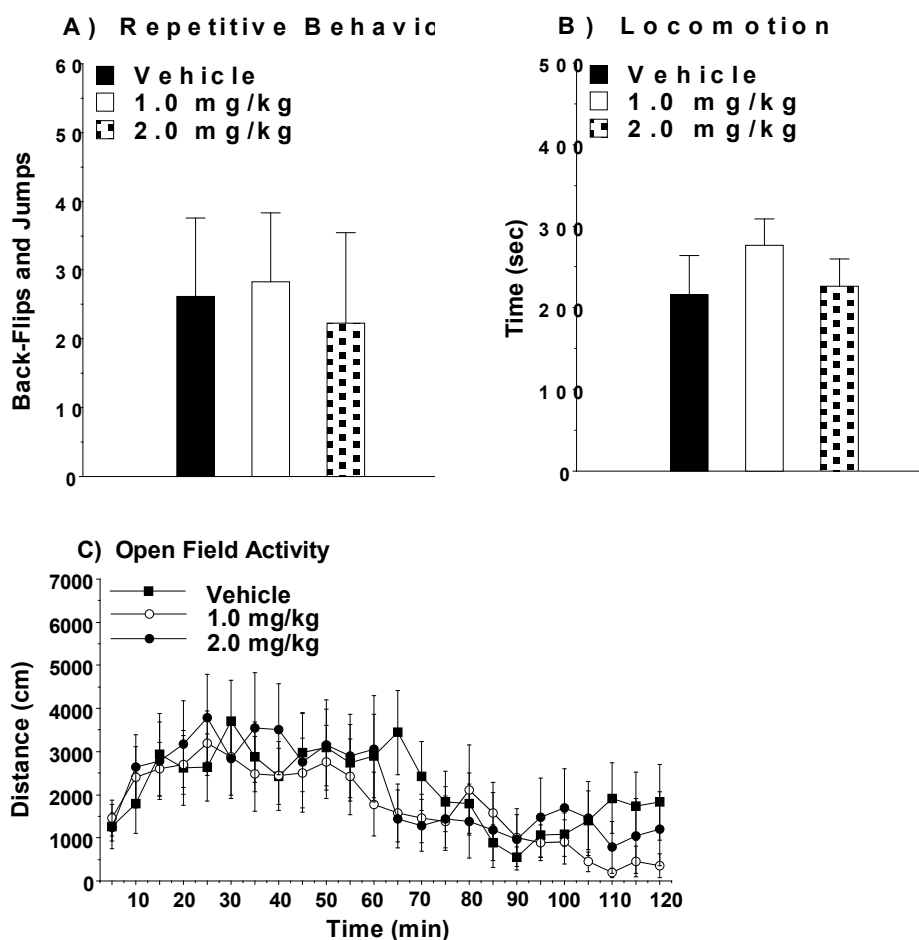 A) Repetitive Behavio
60
50
40
30
20
10
0
Vehicle
1.0 mg/kg
2.0 mg/kg
Back-Flips and Jumps
B) Locomotion
500
400
300
200
100
0
Vehicle
1.0 mg/kg
2.0 mg/kg
Time (sec)
C) Open Field Activity
7000
6000
5000
4000
3000
2000
1000
0
Vehicle
1.0 mg/kg
2.0 mg/kg
Distance (cm)
10 20 30 40 50 60 70 80 90 100 110 120
Time (min)